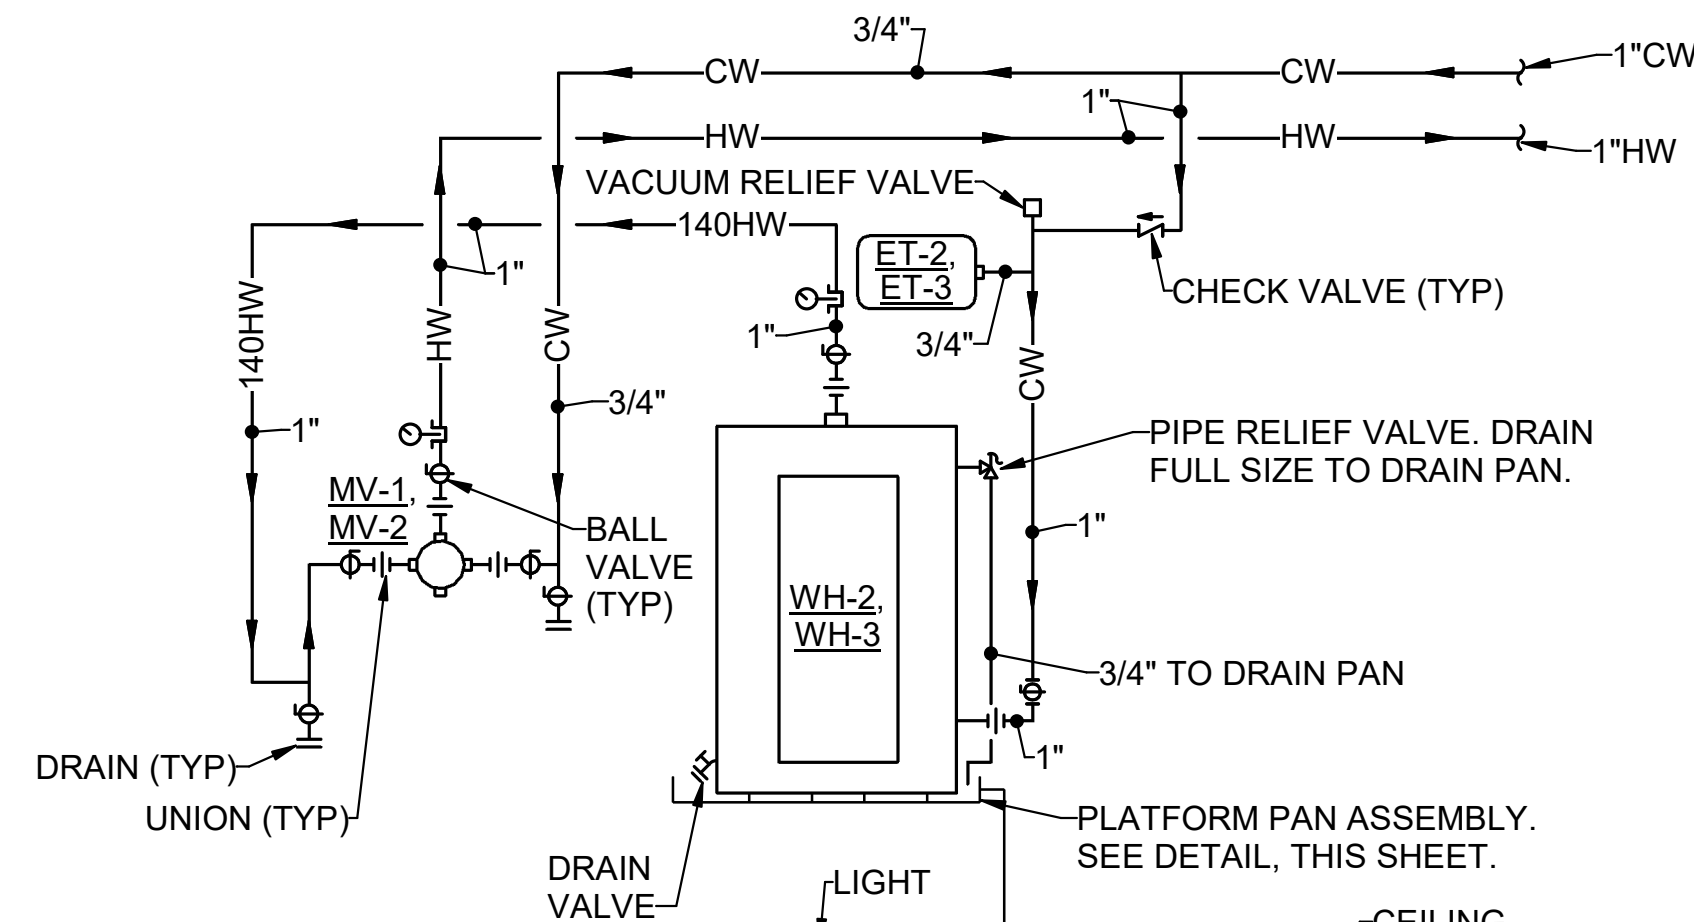 3/4"
CW
CW
1"CW
1"
HW
HW
1"HW
VACUUM RELIEF VALVE
140HW
ET-2,
ET-3
1"
CHECK VALVE (TYP)
140HW
HW
CW
1"
3/4"
CW
3/4"
1"
PIPE RELIEF VALVE. DRAIN
FULL SIZE TO DRAIN PAN.
MV-1,
MV-2
BALL
VALVE
(TYP)
1"
WH-2,
WH-3
3/4" TO DRAIN PAN
1"
DRAIN (TYP)
UNION (TYP)
PLATFORM PAN ASSEMBLY.
SEE DETAIL, THIS SHEET.
DRAIN
VALVE
LIGHT
CEILING